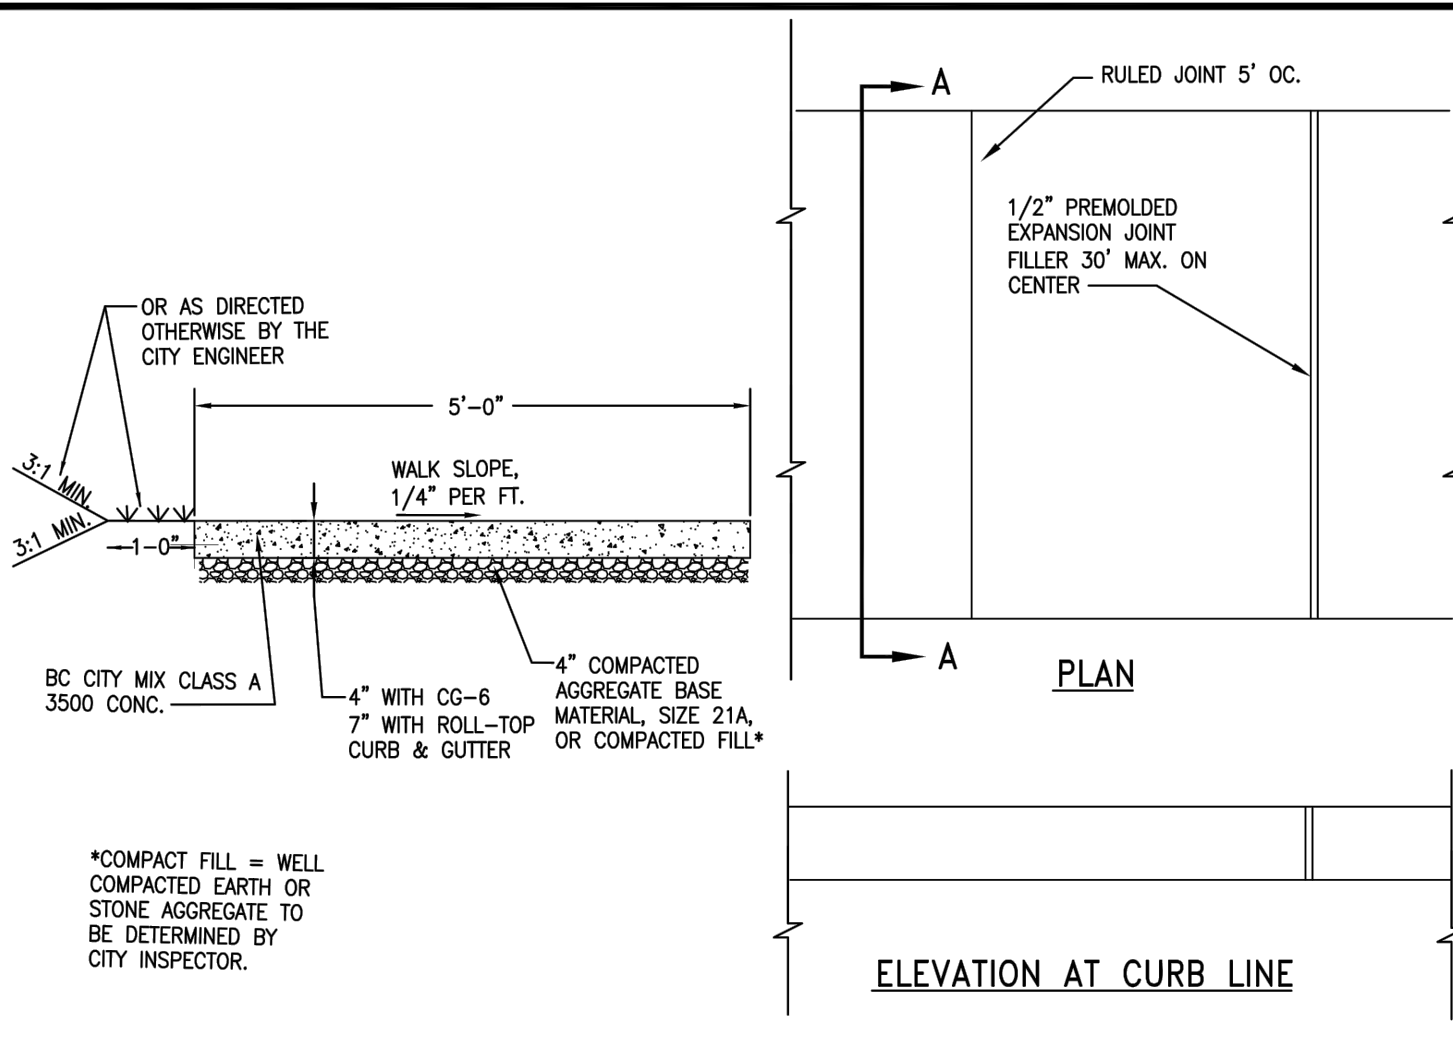 A
RULED JOINT 5' OC.
1/2" PREMOLDED
EXPANSION JOINT
FILLER 30' MAX. ON
CENTER
OR AS DIRECTED
OTHERWISE BY THE
CITY ENGINEER
5'-0"
WALK SLOPE,
1/4" PER FT.
3:1 MIN.
3:1 MIN.
1-0"
BC CITY MIX CLASS A
3500 CONC.
4" WITH CG-6
7" WITH ROLL-TOP
CURB & GUTTER
4" COMPACTED
AGGREGATE BASE
MATERIAL, SIZE 21A,
OR COMPACTED FILL*
A
PLAN
*COMPACT FILL = WELL
COMPACTED EARTH OR
STONE AGGREGATE TO
BE DETERMINED BY
CITY INSPECTOR.
ELEVATION AT CURB LINE